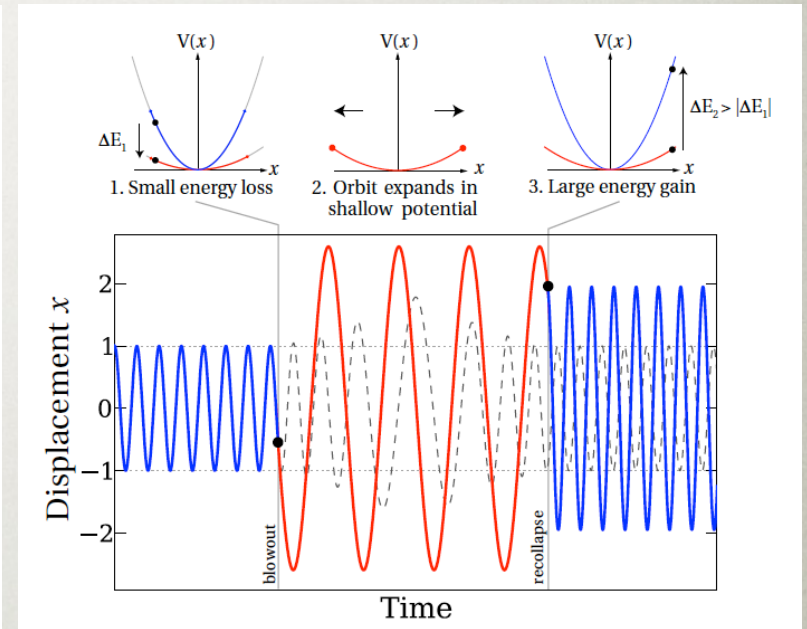 V(x)
V(x)
V(x)
ΔE₁
ΔE₂ > |ΔE₁|
x
x
x
1. Small energy loss
2. Orbit expands in
shallow potential
3. Large energy gain
Displacement x
2
1
0
−1
−2
blowout
recollapse
Time